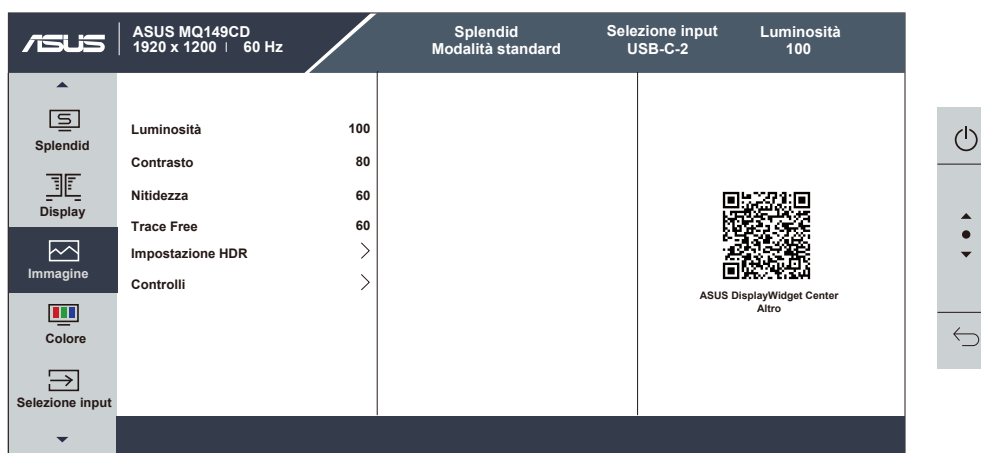 ASUS
ASUS MQ149CD
1920 x 1200 | 60 Hz
Splendid
Modalità standard
Selezione input
USB-C-2
Luminosità
100
Splendid
Display
Immagine
Colore
Selezione input
Luminosità 100
Contrasto 80
Nitidezza 60
Trace Free 60
Impostazione HDR
Controlli
ASUS DisplayWidget Center
Altro